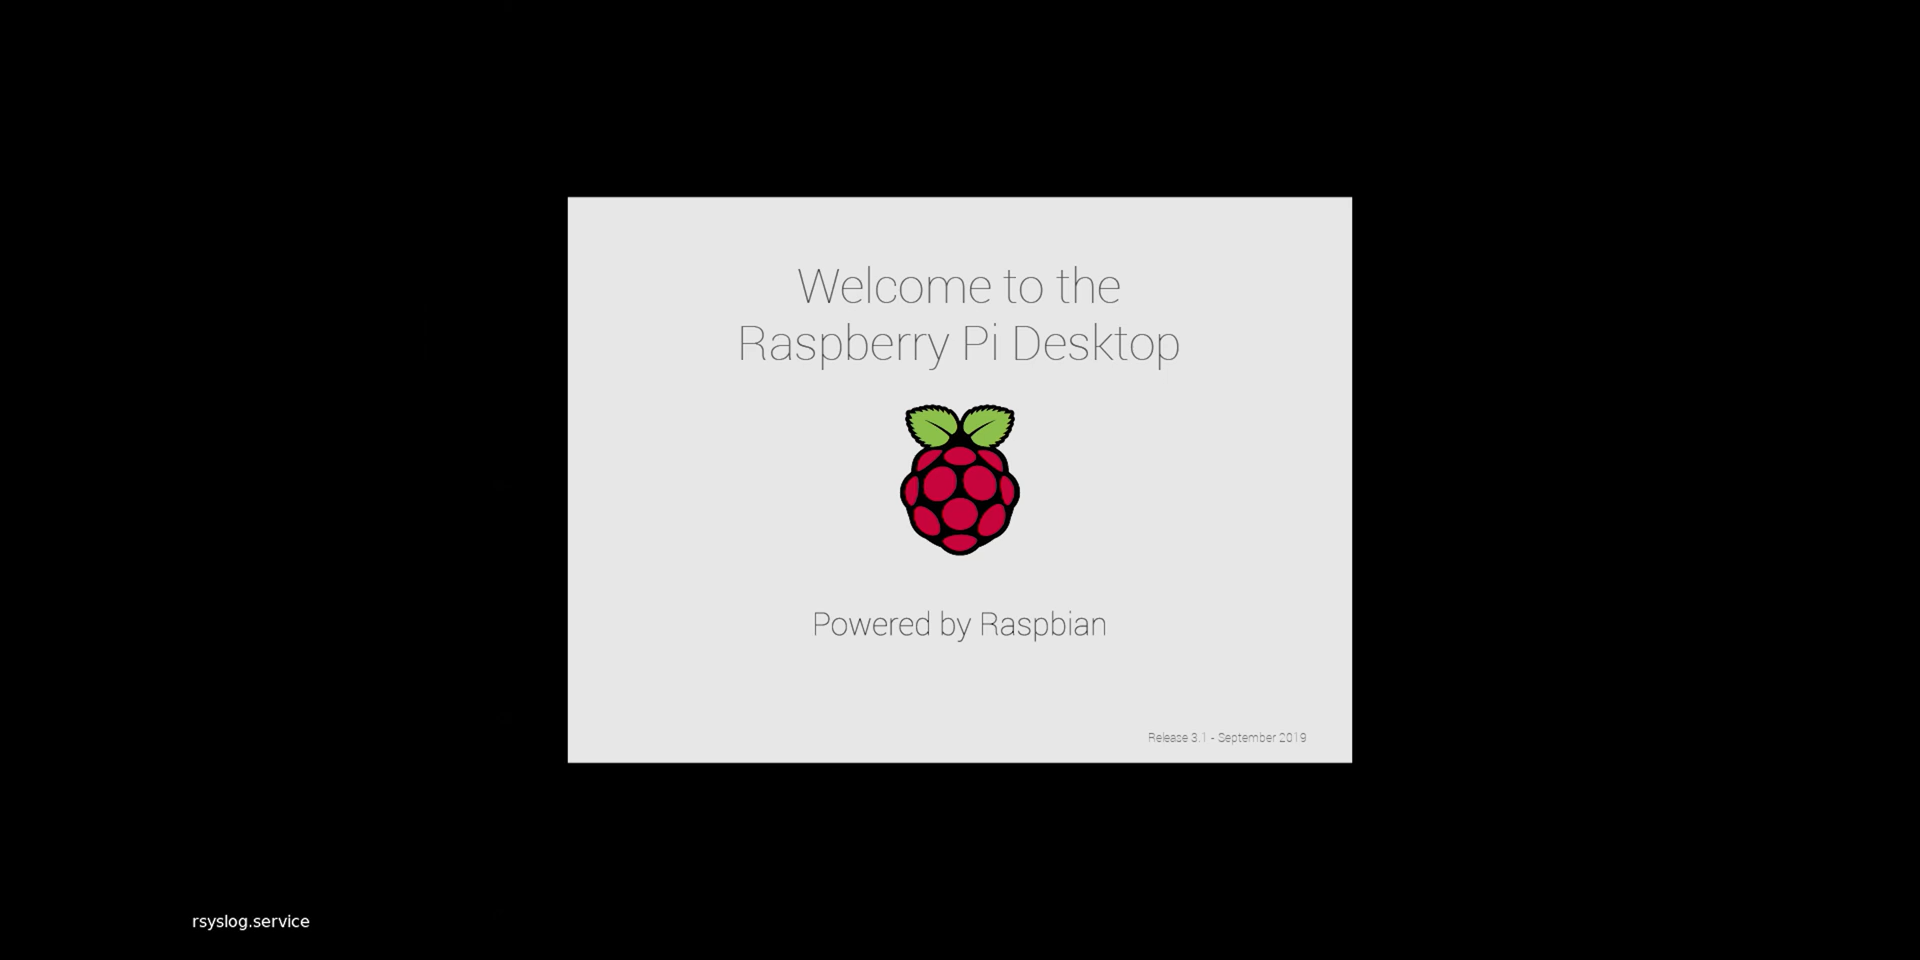 Welcome to the
Raspberry Pi Desktop
Powered by Raspbian
Release 3.1 - September 2019
rsyslog.service